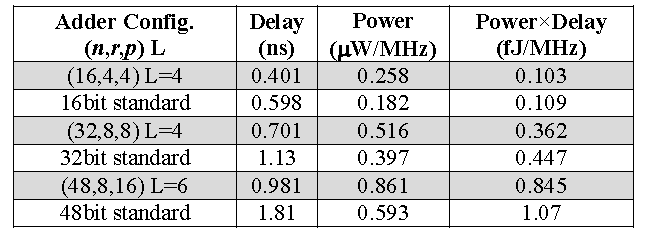 Adder Config. Delay Power Power×Delay
(n,r,p) L (ns) (µW/MHz) (fJ/MHz)
(16,4,4) L=4 0.401 0.258 0.103
16bit standard 0.598 0.182 0.109
(32,8,8) L=4 0.701 0.516 0.362
32bit standard 1.13 0.397 0.447
(48,8,16) L=6 0.981 0.861 0.845
48bit standard 1.81 0.593 1.07